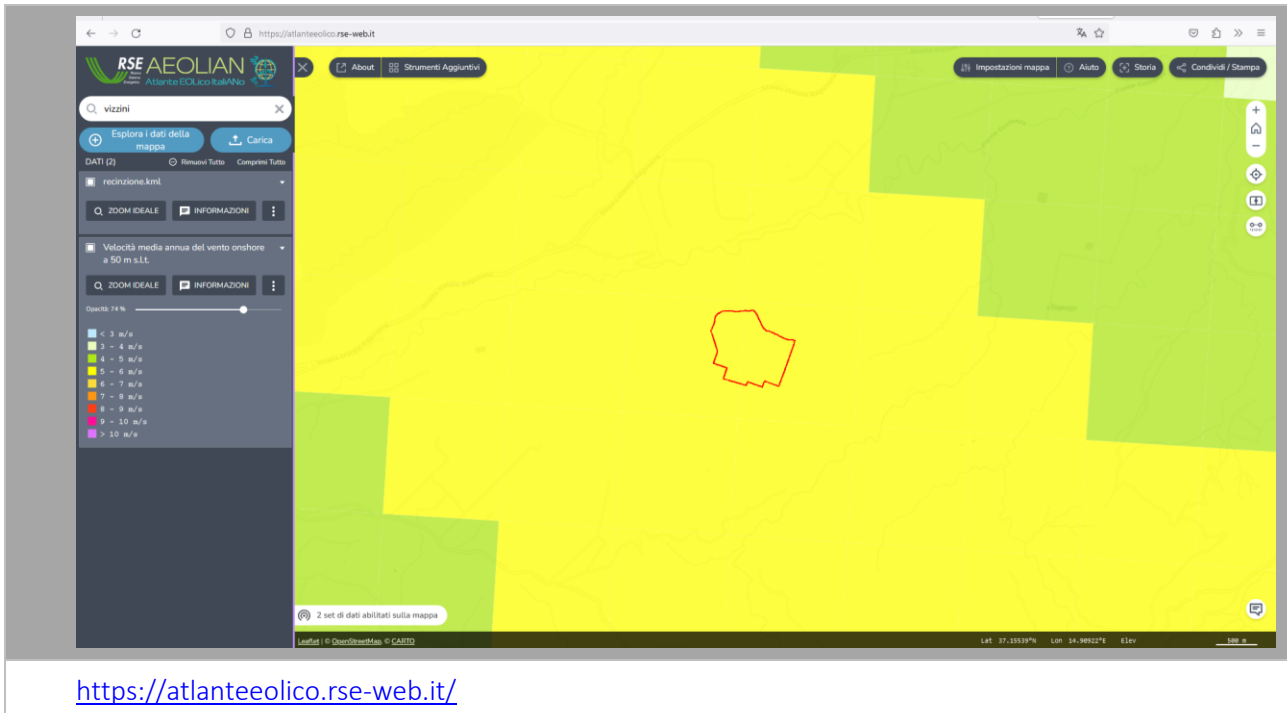 https://atlanteeolico.rse-web.it
RSE AEOLIAN
Atlante EOLico ItaliANo
About
Strumenti Aggiuntivi
Impostazioni mappa
Aiuto
Storia
Condividi / Stampa
vizzini
Esplora i dati della mappa
Carica
DATI (2)
Rimuovi Tutto
Comprimi Tutto
recinzione.kml
ZOOM IDEALE
INFORMAZIONI
Velocità media annua del vento onshore
a 50 m s.l.t.
ZOOM IDEALE
INFORMAZIONI
Opacità: 74 %
< 3 m/s
3 - 4 m/s
4 - 5 m/s
5 - 6 m/s
6 - 7 m/s
7 - 8 m/s
8 - 9 m/s
9 - 10 m/s
> 10 m/s
2 set di dati abilitati sulla mappa
Leaflet | © OpenStreetMap, © CARTO
Lat 37.15539°N Lon 14.90922°E Elev
500 m
https://atlanteeolico.rse-web.it/